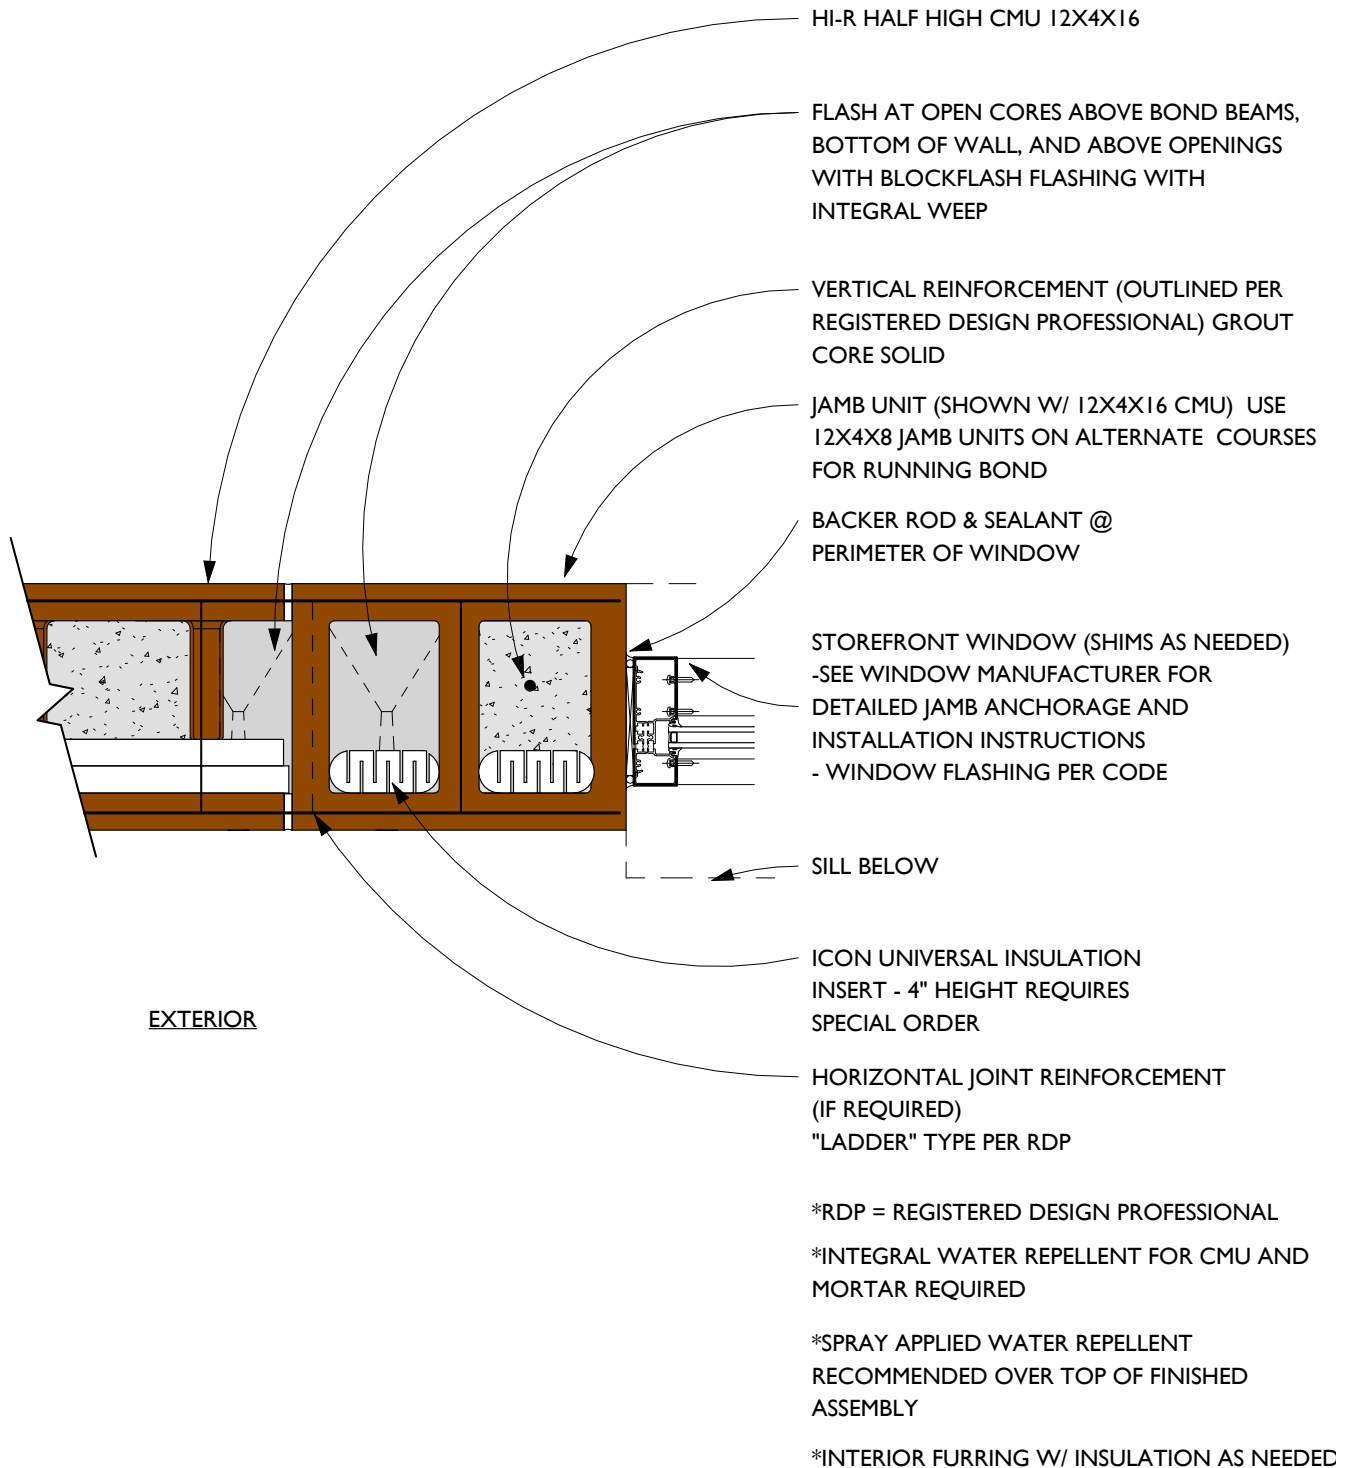 HI-R HALF HIGH CMU 12X4X16
FLASH AT OPEN CORES ABOVE BOND BEAMS,
BOTTOM OF WALL, AND ABOVE OPENINGS
WITH BLOCKFLASH FLASHING WITH
INTEGRAL WEEP
VERTICAL REINFORCEMENT (OUTLINED PER
REGISTERED DESIGN PROFESSIONAL) GROUT
CORE SOLID
JAMB UNIT (SHOWN W/ 12X4X16 CMU) USE
12X4X8 JAMB UNITS ON ALTERNATE COURSES
FOR RUNNING BOND
BACKER ROD & SEALANT @
PERIMETER OF WINDOW
STOREFRONT WINDOW (SHIMS AS NEEDED)
-SEE WINDOW MANUFACTURER FOR
DETAILED JAMB ANCHORAGE AND
INSTALLATION INSTRUCTIONS
- WINDOW FLASHING PER CODE
SILL BELOW
ICON UNIVERSAL INSULATION
INSERT - 4" HEIGHT REQUIRES
SPECIAL ORDER
EXTERIOR
HORIZONTAL JOINT REINFORCEMENT
(IF REQUIRED)
"LADDER" TYPE PER RDP
*RDP = REGISTERED DESIGN PROFESSIONAL
*INTEGRAL WATER REPELLENT FOR CMU AND
MORTAR REQUIRED
*SPRAY APPLIED WATER REPELLENT
RECOMMENDED OVER TOP OF FINISHED
ASSEMBLY
*INTERIOR FURRING W/ INSULATION AS NEEDED